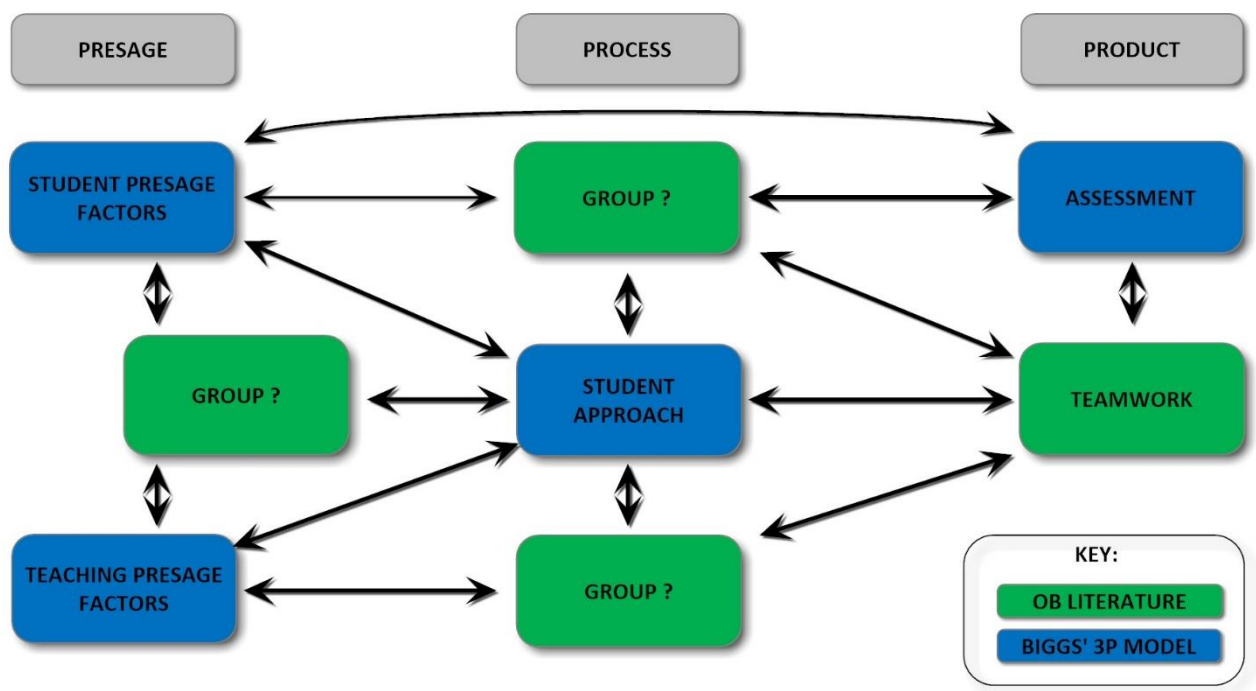 PRESAGE
PROCESS
PRODUCT
STUDENT PRESAGE
FACTORS
GROUP ?
ASSESSMENT
GROUP ?
STUDENT
APPROACH
TEAMWORK
TEACHING PRESAGE
FACTORS
GROUP ?
KEY:
OB LITERATURE
BIGGS' 3P MODEL